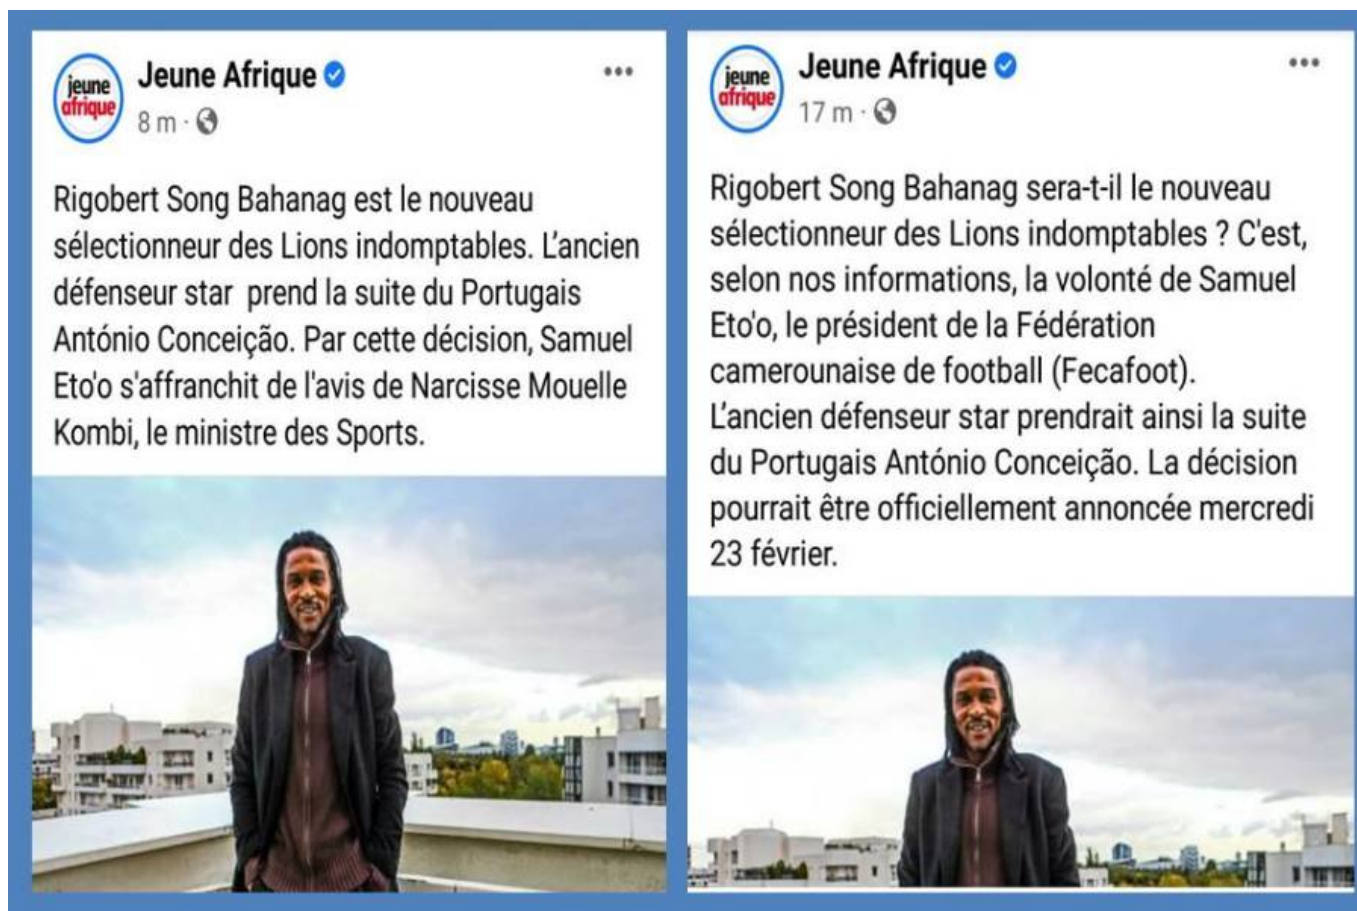 jeune
afrique
Jeune Afrique
8 m ·
Rigobert Song Bahanag est le nouveau
sélectionneur des Lions indomptables. L'ancien
défenseur star  prend la suite du Portugais
António Conceição. Par cette décision, Samuel
Eto'o s'affranchit de l'avis de Narcisse Mouelle
Kombi, le ministre des Sports.
jeune
afrique
Jeune Afrique
17 m ·
Rigobert Song Bahanag sera-t-il le nouveau
sélectionneur des Lions indomptables ? C'est,
selon nos informations, la volonté de Samuel
Eto'o, le président de la Fédération
camerounaise de football (Fecafoot).
L'ancien défenseur star prendrait ainsi la suite
du Portugais António Conceição. La décision
pourrait être officiellement annoncée mercredi
23 février.